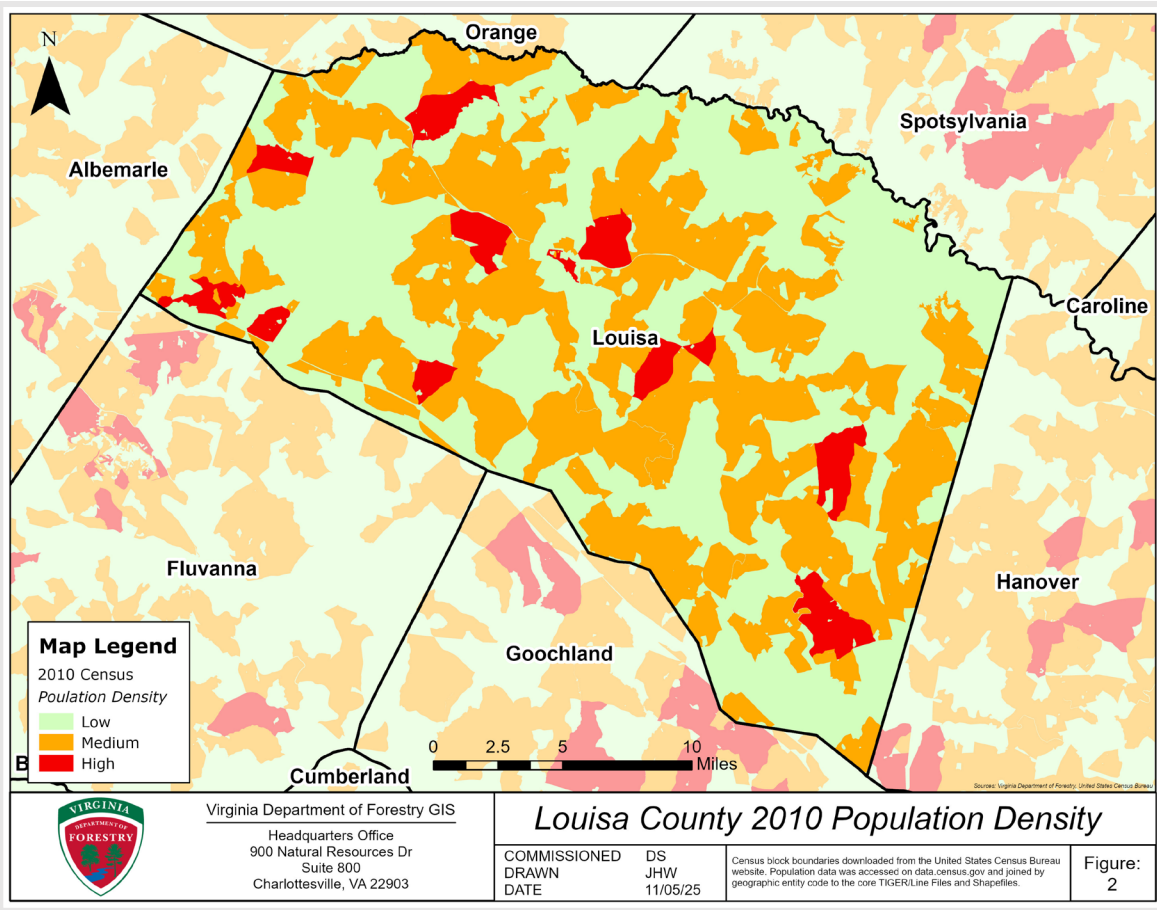 N
Orange
Spotsylvania
Albemarle
Caroline
Louisa
Fluvanna
Hanover
Goochland
Cumberland
B
Map Legend
2010 Census
Poulation Density
Low
Medium
High
0 2.5 5 10
Miles
Sources: Virginia Department of Forestry, United States Census Bureau
VIRGINIA
DEPARTMENT OF
FORESTRY
Virginia Department of Forestry GIS
Headquarters Office
900 Natural Resources Dr
Suite 800
Charlottesville, VA 22903
Louisa County 2010 Population Density
COMMISSIONED DS
DRAWN JHW
DATE 11/05/25
Census block boundaries downloaded from the United States Census Bureau
website. Population data was accessed on data.census.gov and joined by
geographic entity code to the core TIGER/Line Files and Shapefiles.
Figure:
2